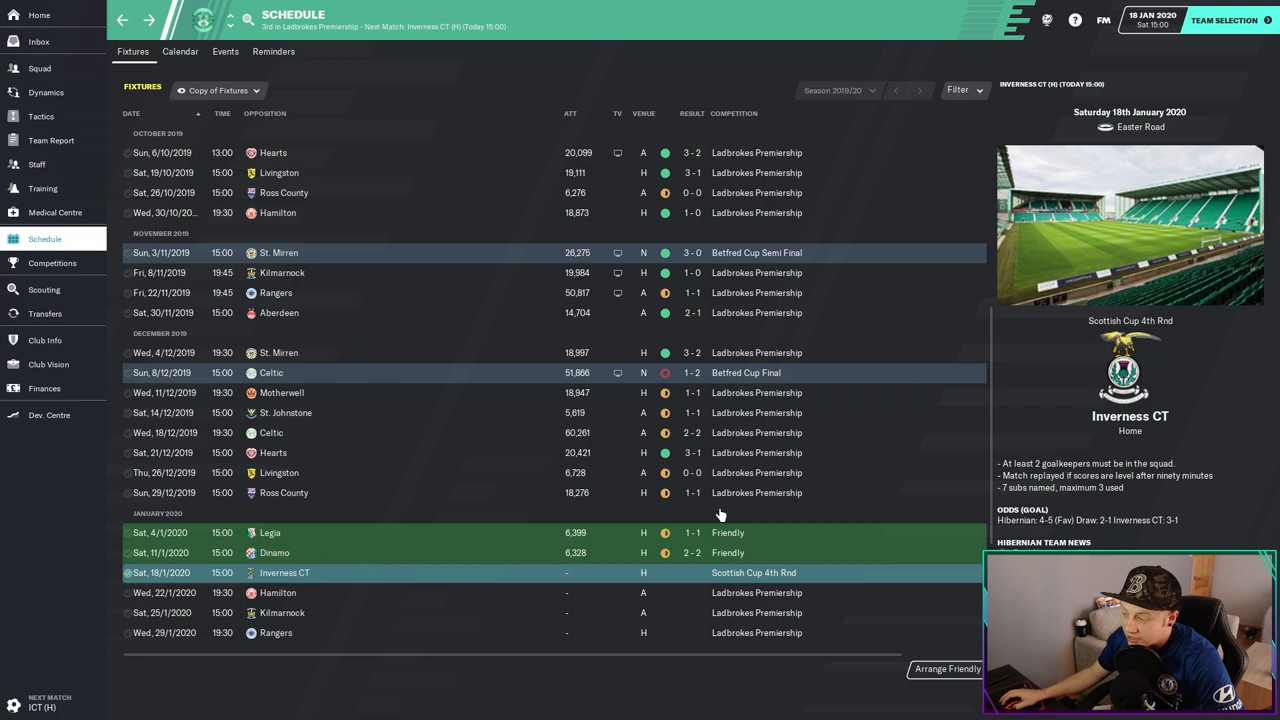 Home
Inbox
Squad
Dynamics
Tactics
Team Report
Staff
Training
Medical Centre
Schedule
Competitions
Scouting
Transfers
Club Info
Club Vision
Finances
Dev. Centre
NEXT MATCH
ICT (H)
SCHEDULE
3rd in Ladbrokes Premiership - Next Match: Inverness CT (H) (Today 15:00)
? FM 18 JAN 2020 Sat 15:00 TEAM SELECTION
Fixtures Calendar Events Reminders
FIXTURES Copy of Fixtures Season 2019/20 Filter
DATE TIME OPPOSITION ATT TV VENUE RESULT COMPETITION
OCTOBER 2019
Sun, 6/10/2019 13:00 Hearts 20,099 A 3 - 2 Ladbrokes Premiership
Sat, 19/10/2019 15:00 Livingston 19,111 H 3 - 1 Ladbrokes Premiership
Sat, 26/10/2019 15:00 Ross County 6,276 A 0 - 0 Ladbrokes Premiership
Wed, 30/10/20... 19:30 Hamilton 18,873 H 1 - 0 Ladbrokes Premiership
NOVEMBER 2019
Sun, 3/11/2019 15:00 St. Mirren 26,275 N 3 - 0 Betfred Cup Semi Final
Fri, 8/11/2019 19:45 Kilmarnock 19,984 H 1 - 0 Ladbrokes Premiership
Fri, 22/11/2019 19:45 Rangers 50,817 A 1 - 1 Ladbrokes Premiership
Sat, 30/11/2019 15:00 Aberdeen 14,704 A 2 - 1 Ladbrokes Premiership
DECEMBER 2019
Wed, 4/12/2019 19:30 St. Mirren 18,997 H 3 - 2 Ladbrokes Premiership
Sun, 8/12/2019 15:00 Celtic 51,866 N 1 - 2 Betfred Cup Final
Wed, 11/12/2019 19:30 Motherwell 18,947 H 1 - 1 Ladbrokes Premiership
Sat, 14/12/2019 15:00 St. Johnstone 5,619 A 1 - 1 Ladbrokes Premiership
Wed, 18/12/2019 19:30 Celtic 60,261 A 2 - 2 Ladbrokes Premiership
Sat, 21/12/2019 15:00 Hearts 20,421 H 3 - 1 Ladbrokes Premiership
Thu, 26/12/2019 15:00 Livingston 6,728 A 0 - 0 Ladbrokes Premiership
Sun, 29/12/2019 15:00 Ross County 18,276 H 1 - 1 Ladbrokes Premiership
JANUARY 2020
Sat, 4/1/2020 15:00 Legia 6,399 H 1 - 1 Friendly
Sat, 11/1/2020 15:00 Dinamo 6,328 H 2 - 2 Friendly
Sat, 18/1/2020 15:00 Inverness CT - H Scottish Cup 4th Rnd
Wed, 22/1/2020 19:30 Hamilton - A Ladbrokes Premiership
Sat, 25/1/2020 15:00 Kilmarnock - A Ladbrokes Premiership
Wed, 29/1/2020 19:30 Rangers - H Ladbrokes Premiership
Arrange Friendly
INVERNESS CT (H) (TODAY 15:00)
Saturday 18th January 2020
Easter Road
Scottish Cup 4th Rnd
Inverness CT
Home
- At least 2 goalkeepers must be in the squad.
- Match replayed if scores are level after ninety minutes
- 7 subs named, maximum 3 used
ODDS (GOAL)
Hibernian: 4-5 (Fav) Draw: 2-1 Inverness CT: 3-1
HIBERNIAN TEAM NEWS
B
HYUNDAI